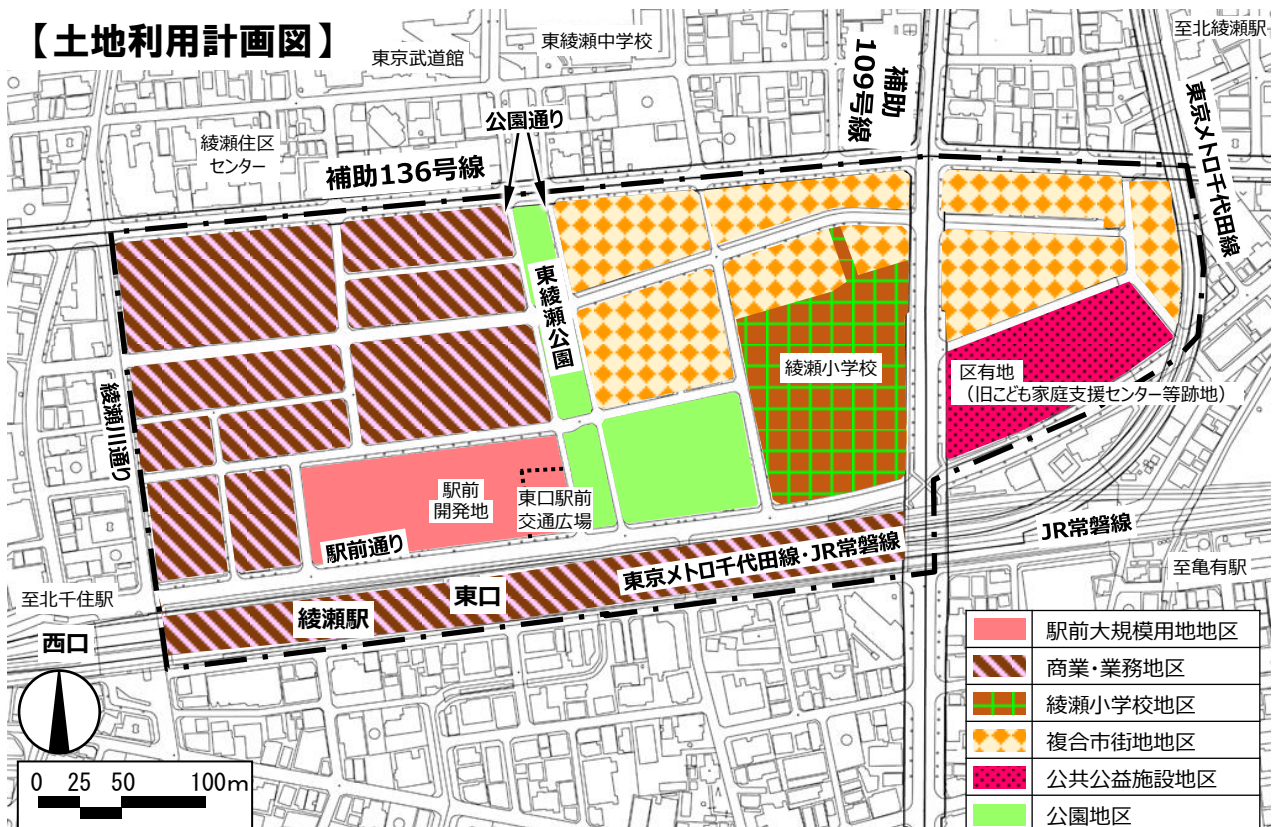 【土地利用計画図】
東京武道館
東綾瀬中学校
至北綾瀬駅
補助
109号線
東京メトロ千代田線
公園通り
綾瀬住区
センター
補助136号線
東綾瀬公園
綾瀬小学校
区有地
（旧こども家庭支援センター等跡地）
綾瀬川通り
駅前
開発地
東口駅前
交通広場
駅前通り
東京メトロ千代田線・JR常磐線
JR常磐線
至亀有駅
至北千住駅
東口
綾瀬駅
西口
0 25 50 100m
駅前大規模用地地区
商業・業務地区
綾瀬小学校地区
複合市街地地区
公共公益施設地区
公園地区